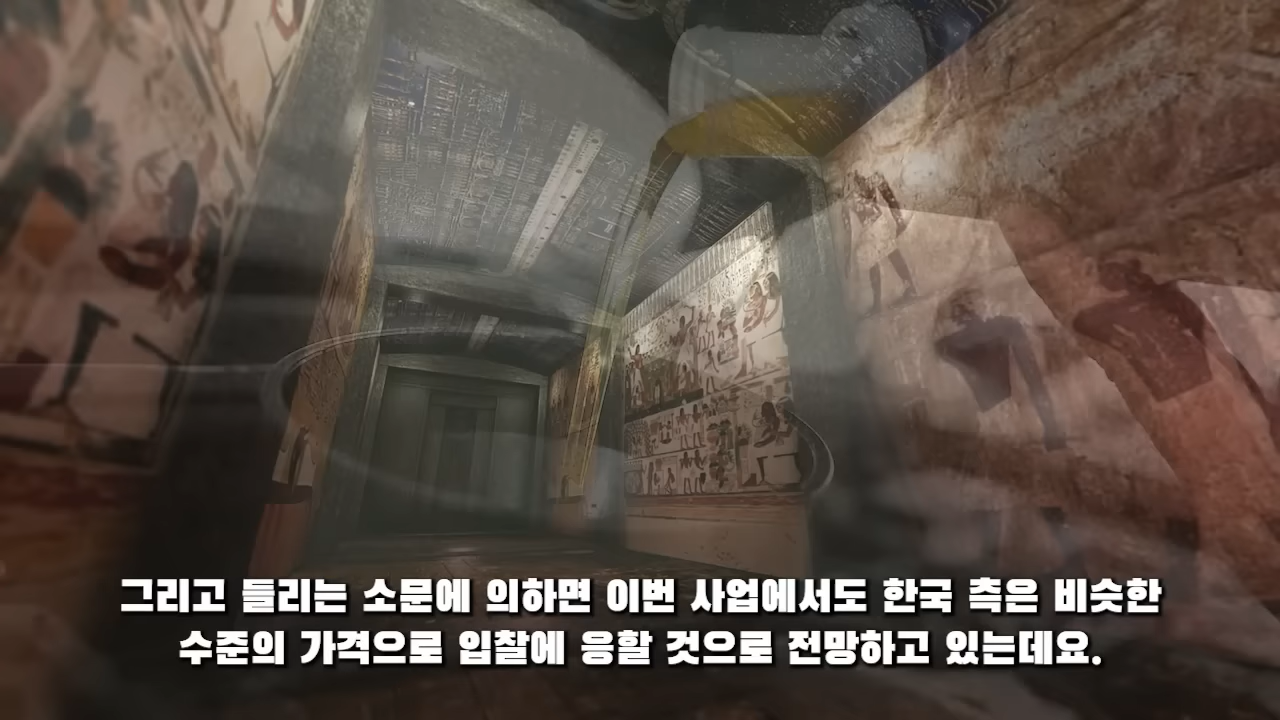 그리고 들리는 소문에 의하면 이번 사업에서도 한국 측은 비슷한
수준의 가격으로 입찰에 응할 것으로 전망하고 있는데요.